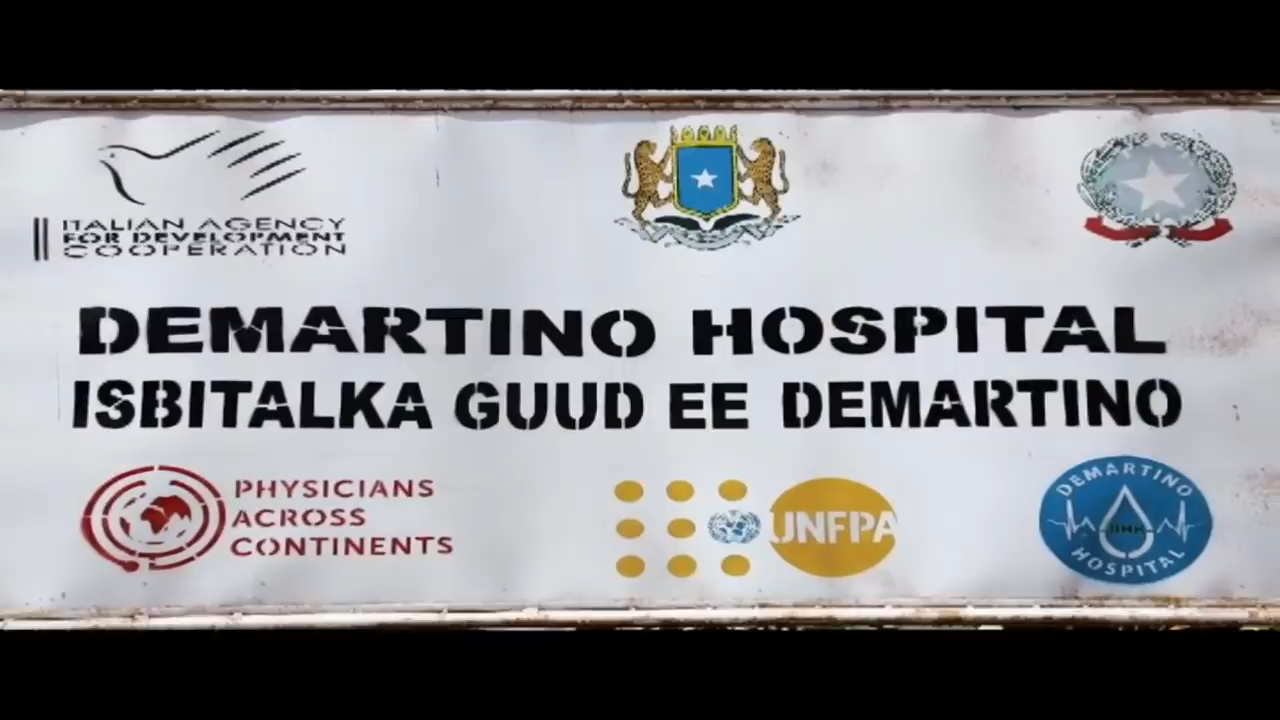 ITALIAN AGENCY
FOR DEVELOPMENT
COOPERATION
DEMARTINO HOSPITAL
ISBITALKA GUUD EE DEMARTINO
PHYSICIANS
ACROSS
CONTINENTS
UNFPA
DEMARTINO
HOSPITAL